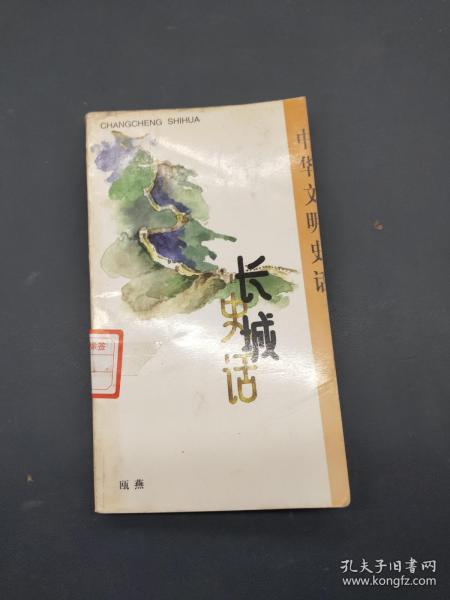 CHANGCHENG SHIHUA
中华文明史话
长城
史话
瓯燕
孔夫子旧书网
www.kongfz.com